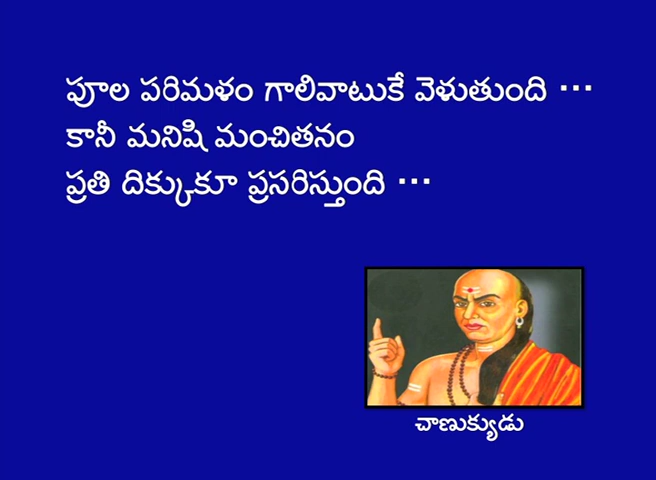 పూల పరిమళం గాలివాటుకే వెళుతుంది ...
కానీ మనిషి మంచితనం
ప్రతి దిక్కుకూ ప్రసరిస్తుంది ...
చాణుక్యుడు